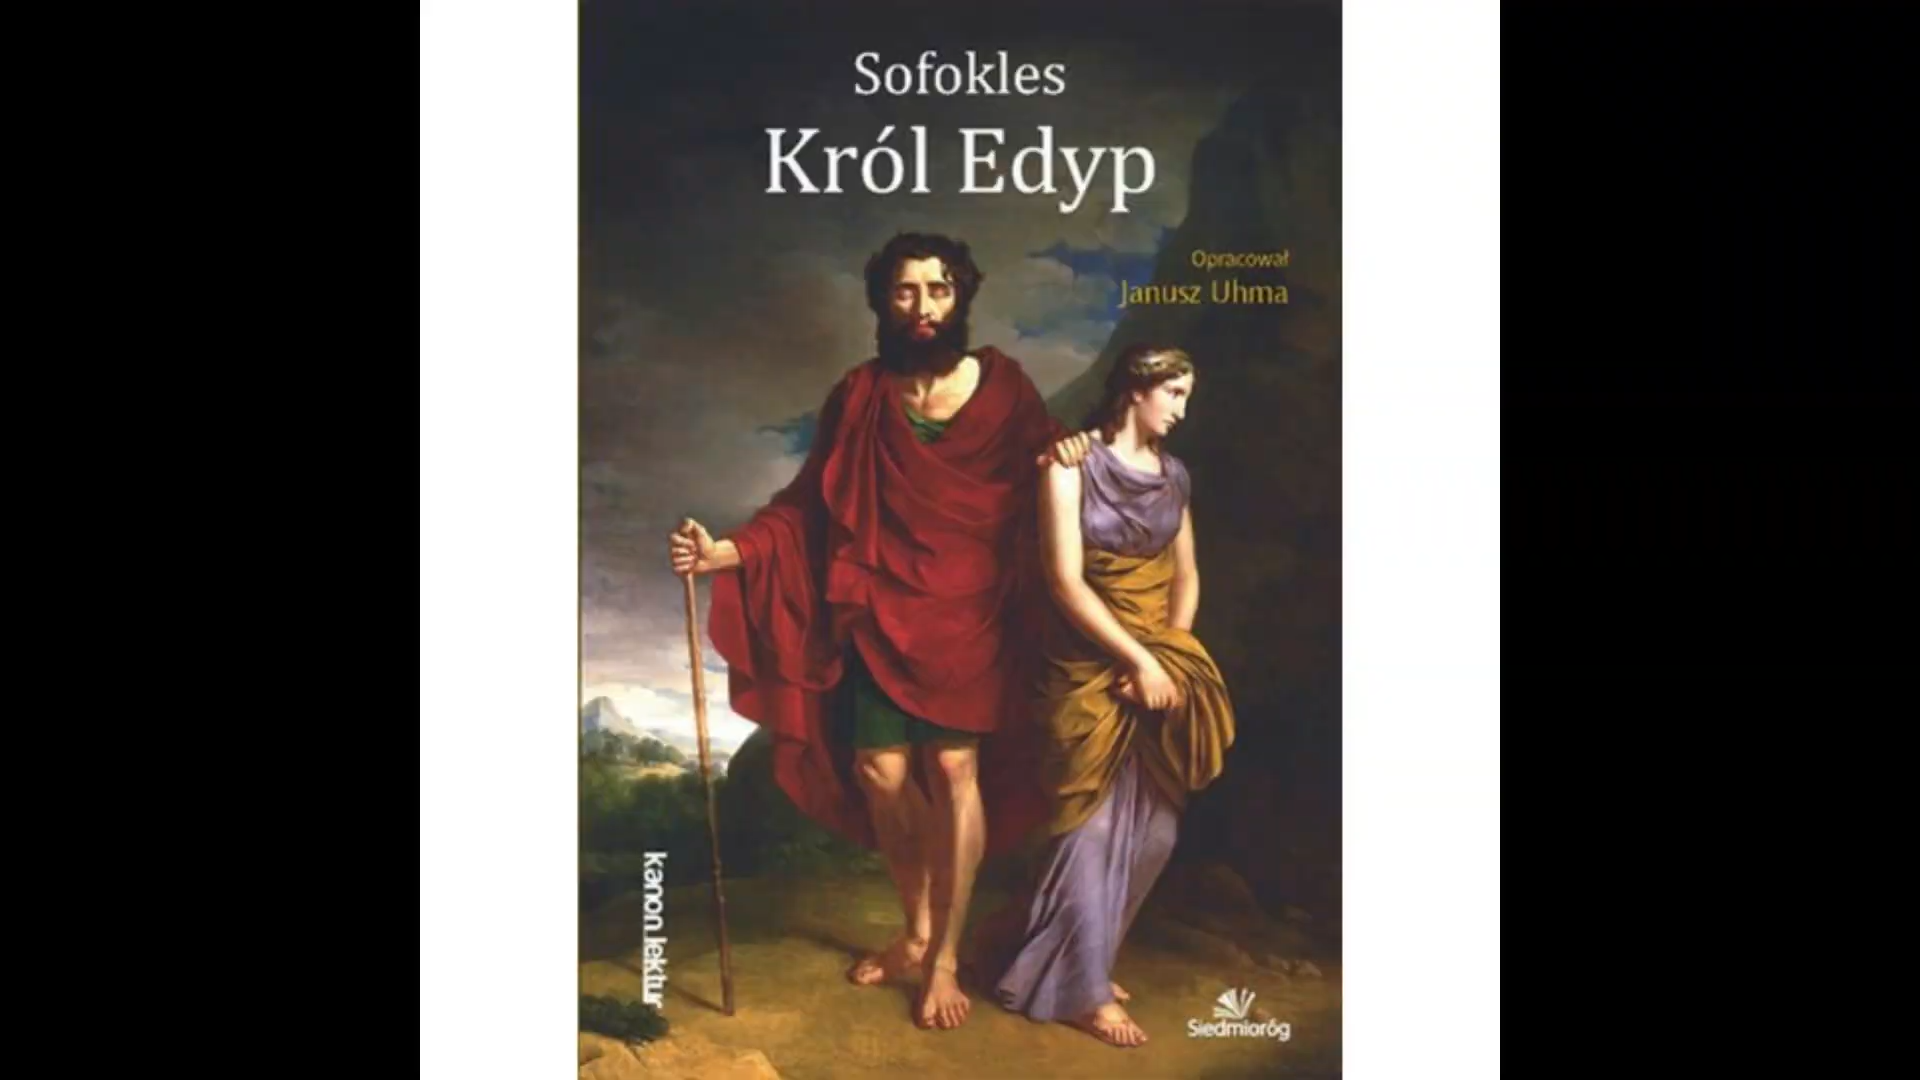 Sofokles
Król Edyp
Opracował
Janusz Uhma
kanon lektur
Siedmioróg